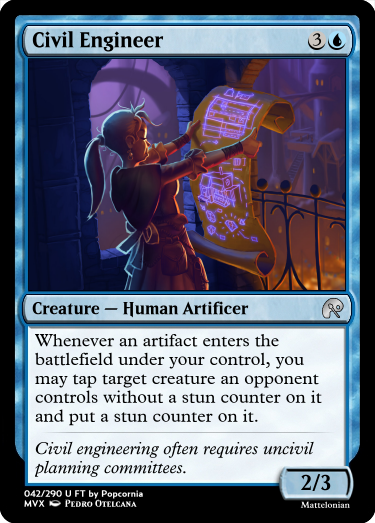 Civil Engineer 3
Creature — Human Artificer
Whenever an artifact enters the
battlefield under your control, you
may tap target creature an opponent
controls without a stun counter on it
and put a stun counter on it.
Civil engineering often requires uncivil
planning committees.
2/3
042/290 U FT by Popcornia
MVX PEDRO OTELCANA
Mattelonian